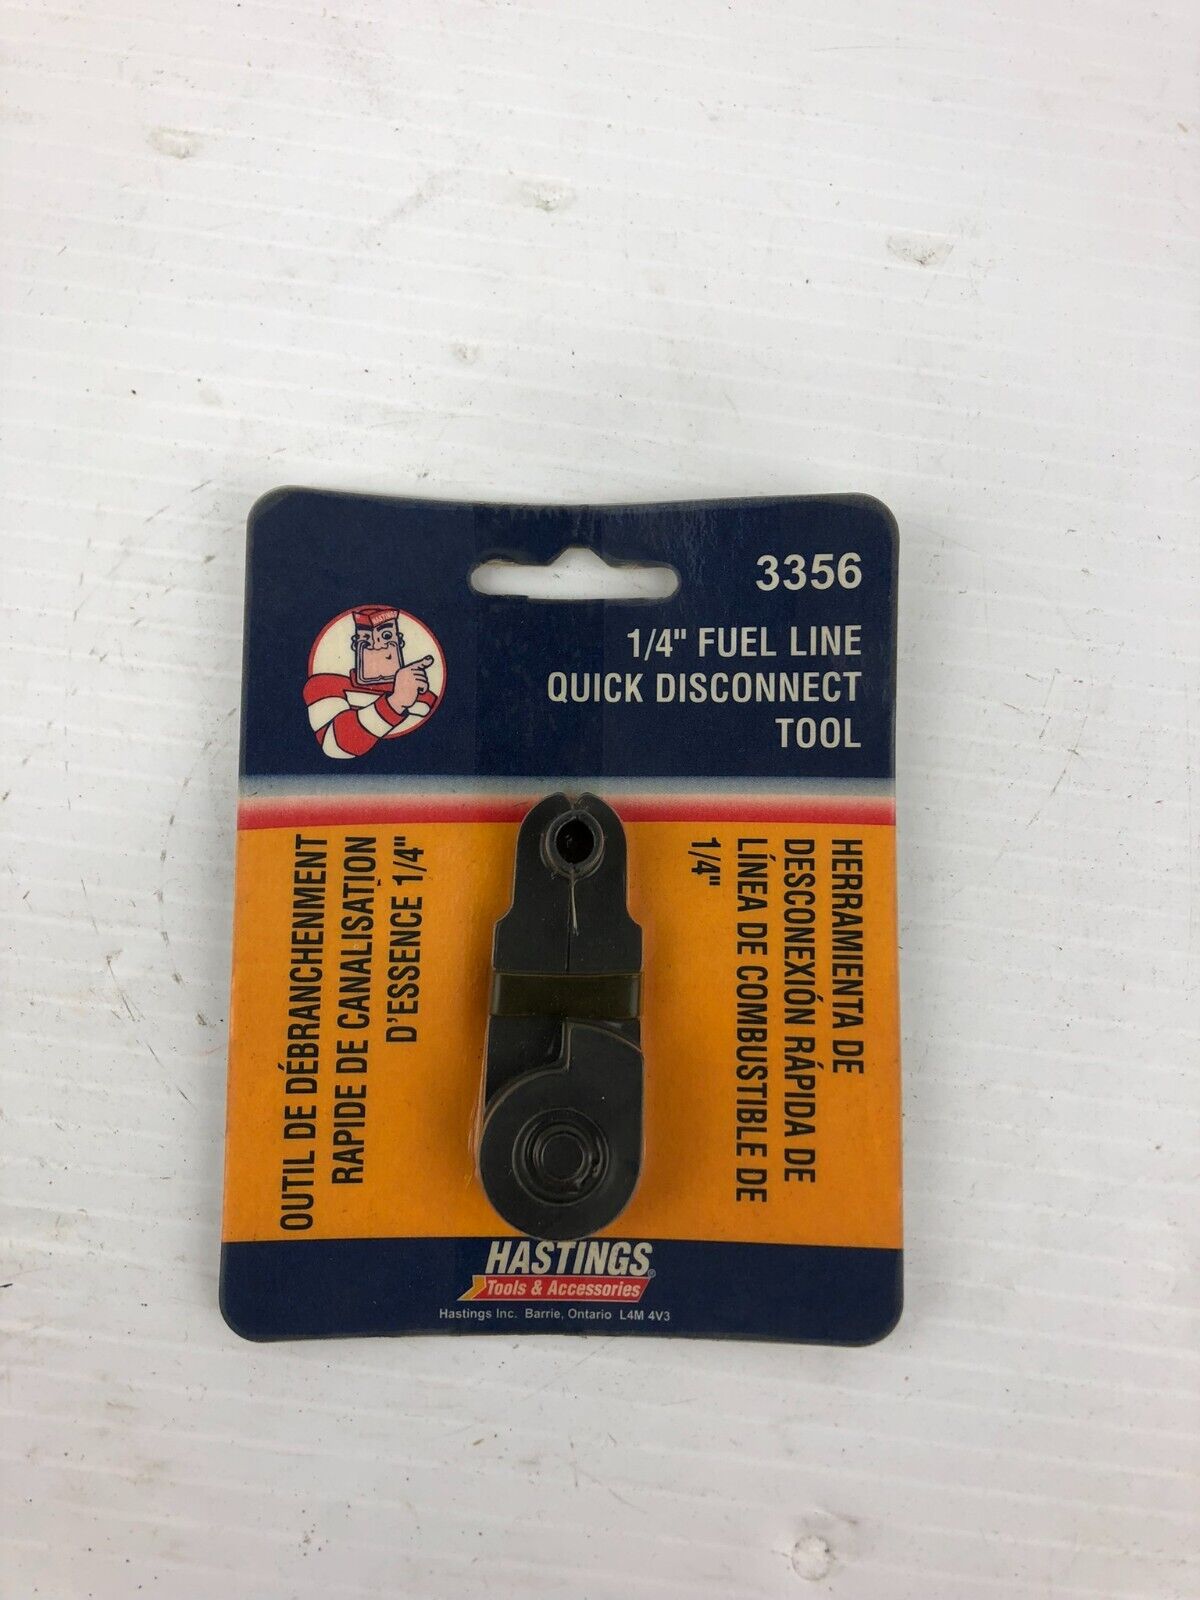 3356
1/4" FUEL LINE
QUICK DISCONNECT
TOOL
HASTINGS
OUTIL DE DÉBRANCHENMENT
RAPIDE DE CANALISATION
D'ESSENCE 1/4"
HERRAMIENTA DE
DESCONEXIÓN RÁPIDA DE
LÍNEA DE COMBUSTIBLE DE
1/4"
HASTINGS®
Tools & Accessories
Hastings Inc. Barrie, Ontario L4M 4V3